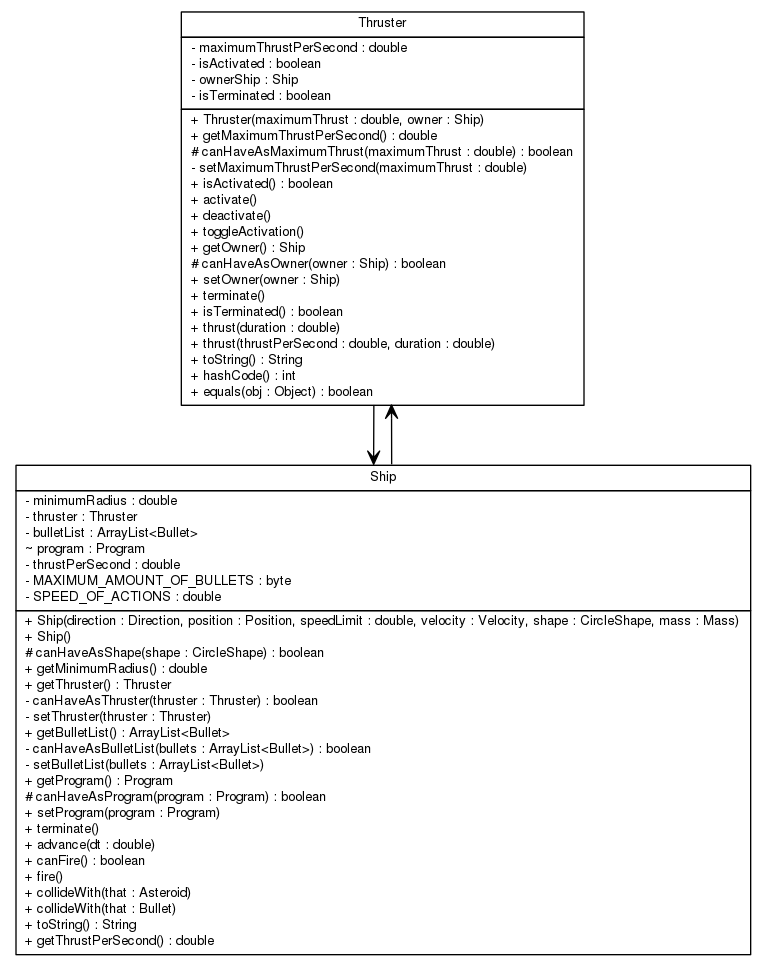 Thruster
- maximumThrustPerSecond : double
- isActivated : boolean
- ownerShip : Ship
- isTerminated : boolean
+ Thruster(maximumThrust : double, owner : Ship)
+ getMaximumThrustPerSecond() : double
# canHaveAsMaximumThrust(maximumThrust : double) : boolean
- setMaximumThrustPerSecond(maximumThrust : double)
+ isActivated() : boolean
+ activate()
+ deactivate()
+ toggleActivation()
+ getOwner() : Ship
# canHaveAsOwner(owner : Ship) : boolean
+ setOwner(owner : Ship)
+ terminate()
+ isTerminated() : boolean
+ thrust(duration : double)
+ thrust(thrustPerSecond : double, duration : double)
+ toString() : String
+ hashCode() : int
+ equals(obj : Object) : boolean
Ship
- minimumRadius : double
- thruster : Thruster
- bulletList : ArrayList<Bullet>
~ program : Program
- thrustPerSecond : double
- MAXIMUM_AMOUNT_OF_BULLETS : byte
- SPEED_OF_ACTIONS : double
+ Ship(direction : Direction, position : Position, speedLimit : double, velocity : Velocity, shape : CircleShape, mass : Mass)
+ Ship()
# canHaveAsShape(shape : CircleShape) : boolean
+ getMinimumRadius() : double
+ getThruster() : Thruster
- canHaveAsThruster(thruster : Thruster) : boolean
- setThruster(thruster : Thruster)
+ getBulletList() : ArrayList<Bullet>
- canHaveAsBulletList(bullets : ArrayList<Bullet>) : boolean
- setBulletList(bullets : ArrayList<Bullet>)
+ getProgram() : Program
# canHaveAsProgram(program : Program) : boolean
+ setProgram(program : Program)
+ terminate()
+ advance(dt : double)
+ canFire() : boolean
+ fire()
+ collideWith(that : Asteroid)
+ collideWith(that : Bullet)
+ toString() : String
+ getThrustPerSecond() : double